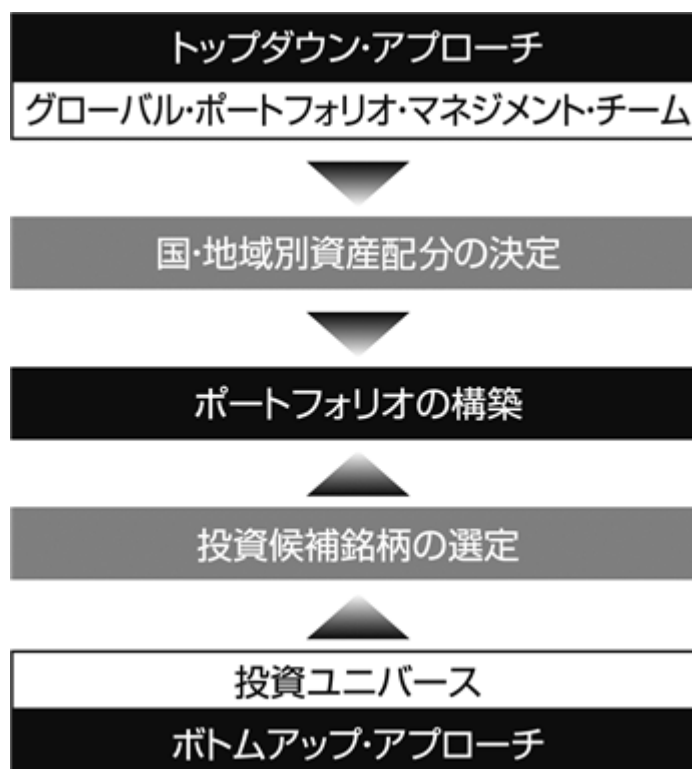 トップダウン・アプローチ
グローバル・ポートフォリオ・マネジメント・チーム
国・地域別資産配分の決定
ポートフォリオの構築
投資候補銘柄の選定
投資ユニバース
ボトムアップ・アプローチ